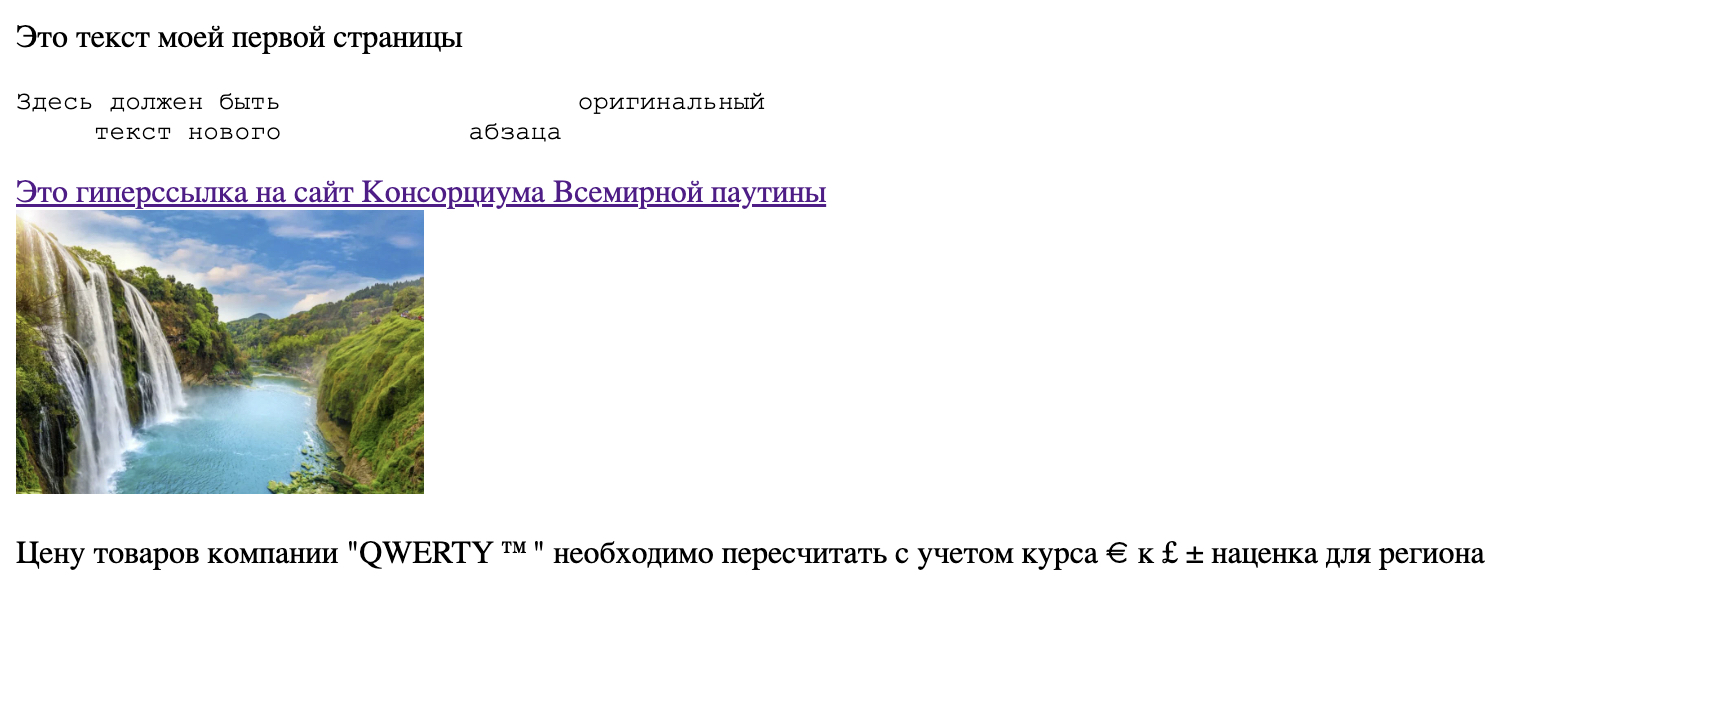 Это текст моей первой страницы
Здесь должен быть                   оригинальный
     текст нового            абзаца
Это гиперссылка на сайт Консорциума Всемирной паутины
Цену товаров компании "QWERTY ™ " необходимо пересчитать с учетом курса € к £ ± наценка для региона